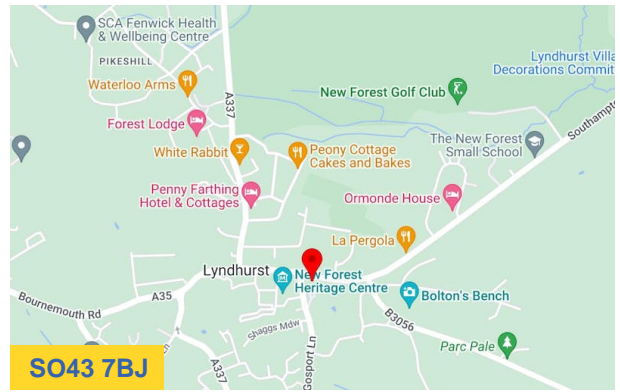 SCA Fenwick Health
& Wellbeing Centre
PIKESHILL
Waterloo Arms
A337
Forest Lodge
White Rabbit
Penny Farthing
Hotel & Cottages
New Forest Golf Club
Lyndhurst Villa
Decorations Commit
Peony Cottage
Cakes and Bakes
The New Forest
Small School
Southampto
Ormonde House
La Pergola
Lyndhurst
New Forest
Heritage Centre
Bolton's Bench
A35
Bournemouth Rd
B3056
Shaggs Mdw
Gosport Ln
A337
Parc Pale
SO43 7BJ